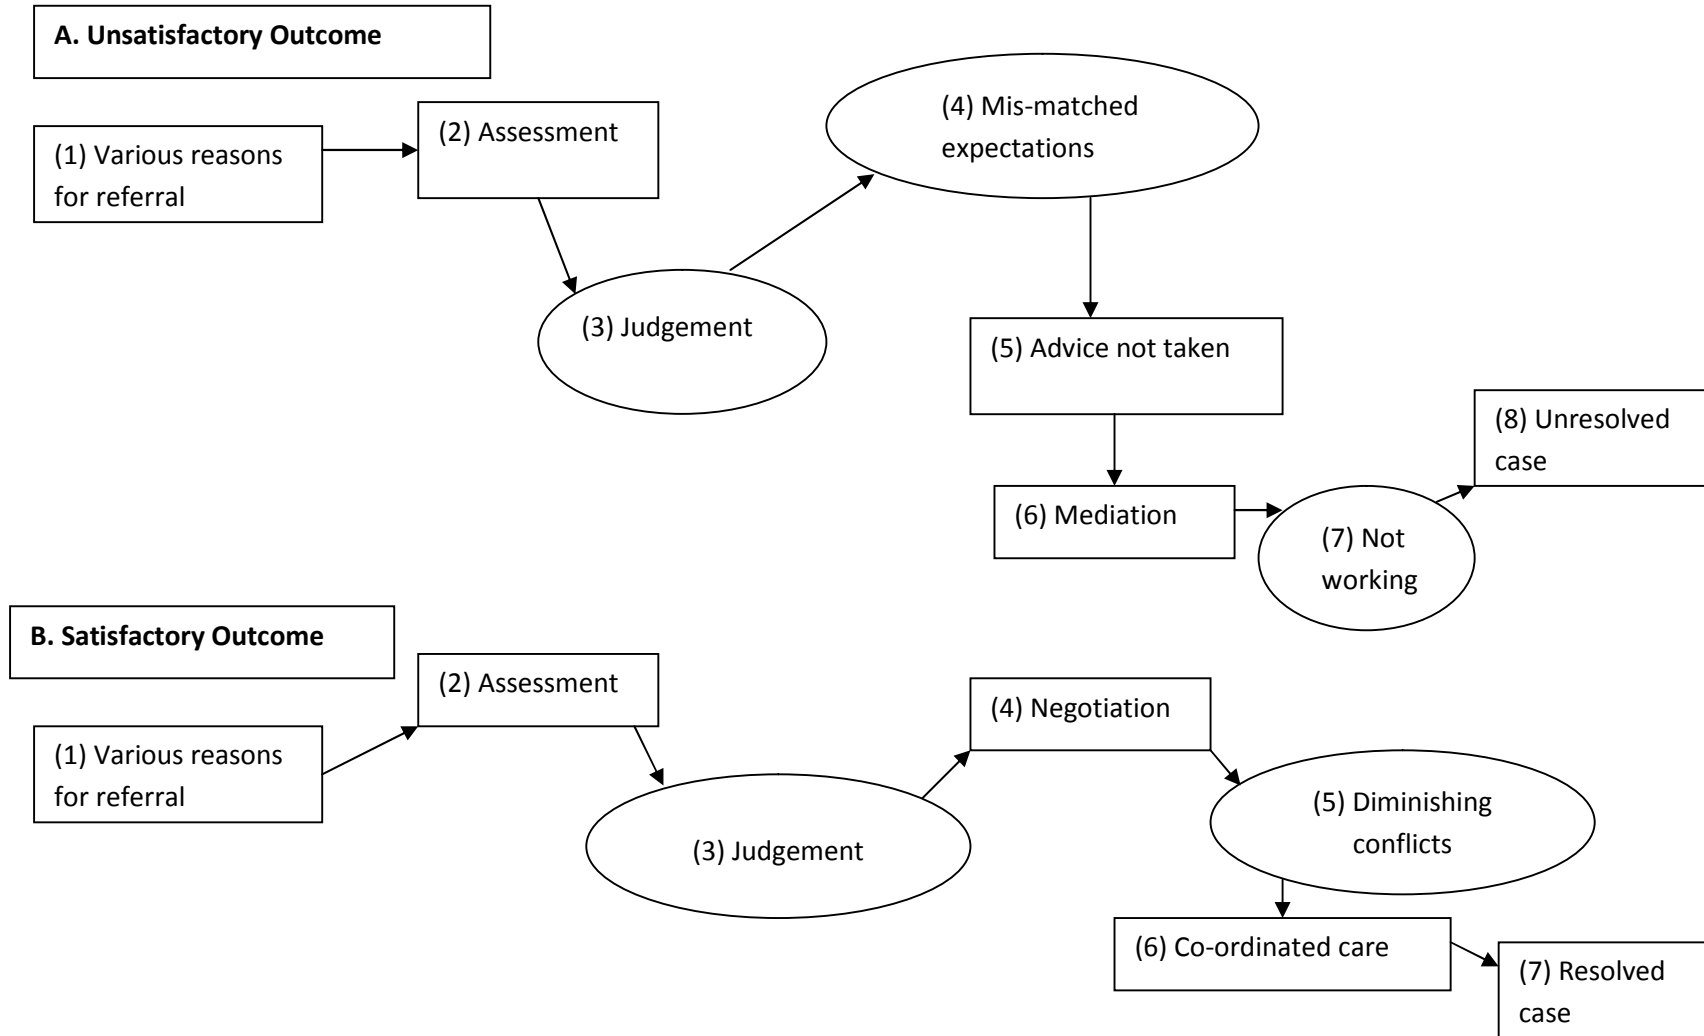 A. Unsatisfactory Outcome
(1) Various reasons
for referral
(2) Assessment
(3) Judgement
(4) Mis-matched
expectations
(5) Advice not taken
(6) Mediation
(7) Not
working
(8) Unresolved
case
B. Satisfactory Outcome
(1) Various reasons
for referral
(2) Assessment
(3) Judgement
(4) Negotiation
(5) Diminishing
conflicts
(6) Co-ordinated care
(7) Resolved
case